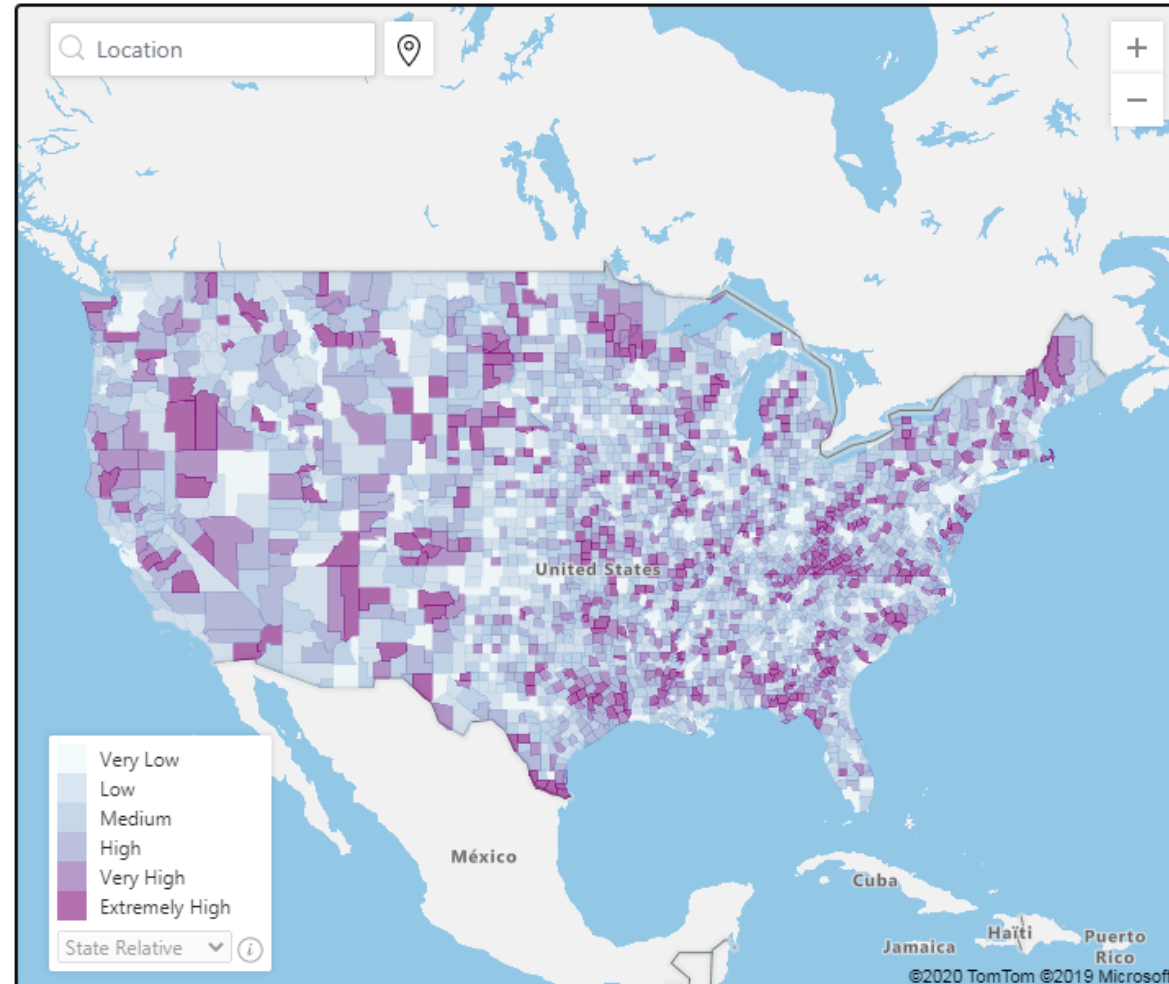 Location
+
−
United States
Very Low
Low
Medium
High
Very High
Extremely High
State Relative
i
México
Cuba
Haïti
Jamaica
Puerto
Rico
©2020 TomTom ©2019 Microsoft